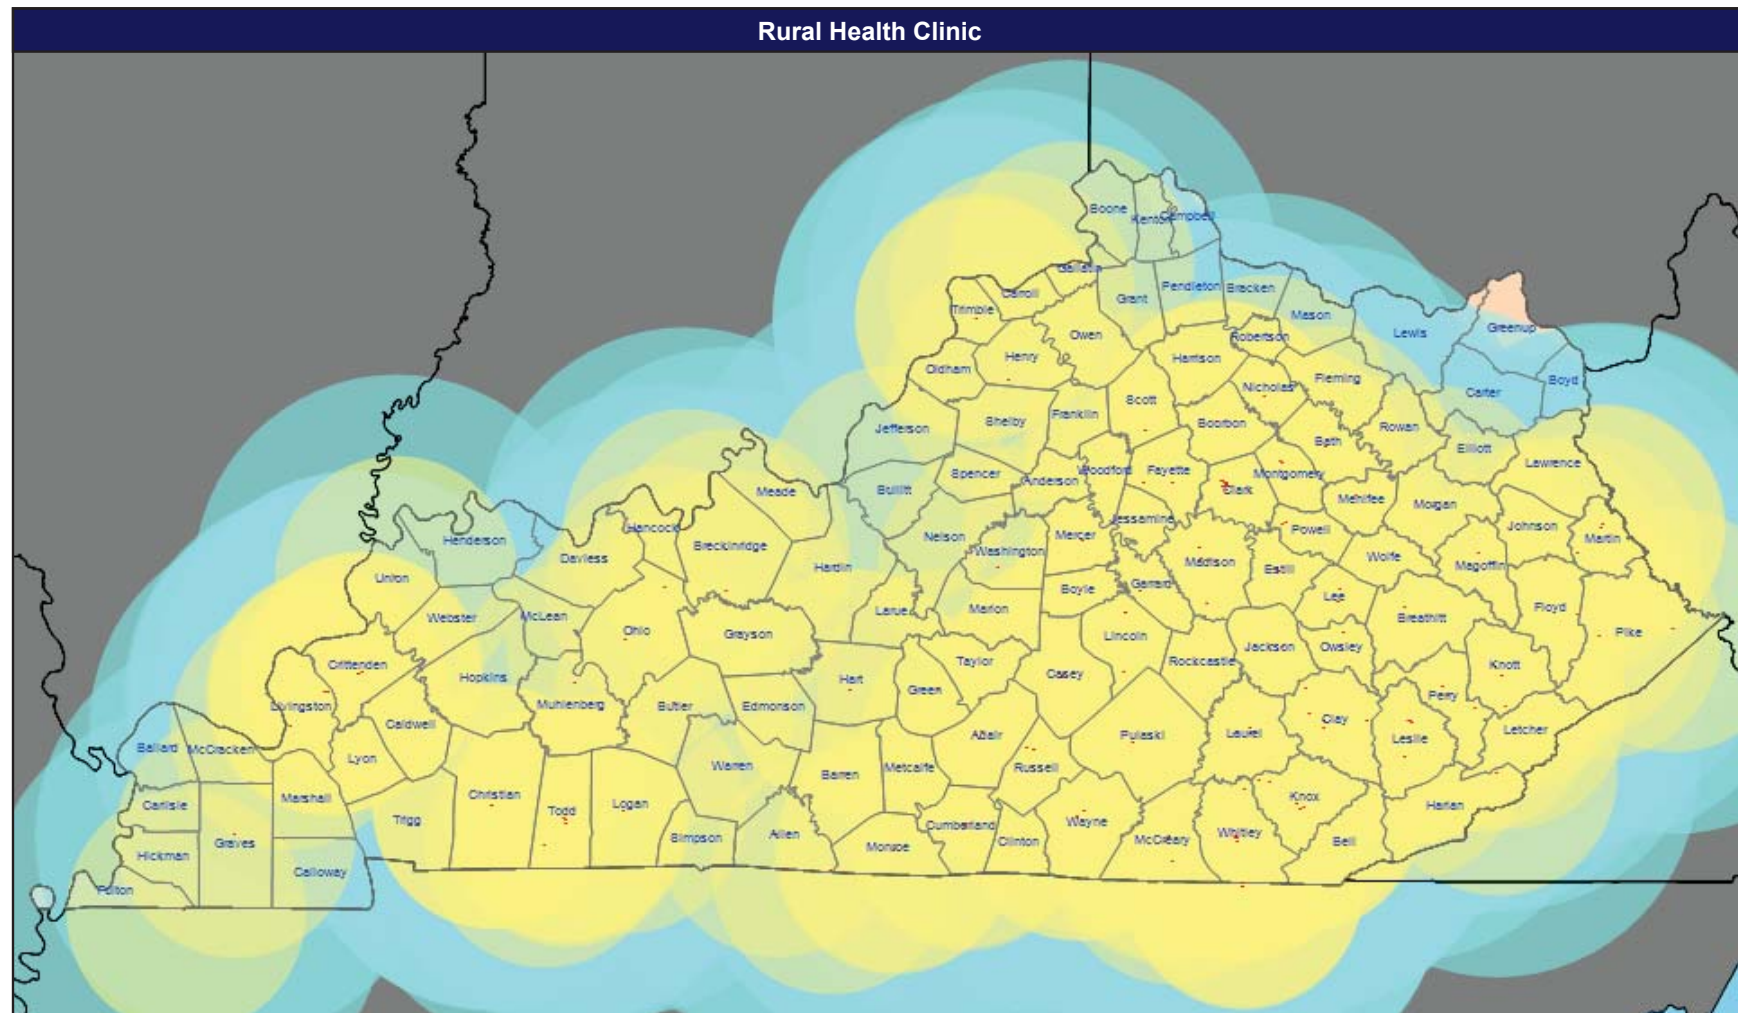 Rural Health Clinic
Boone
Kenton
Campbell
Gallatin
Carroll
Trimble
Grant
Pendleton
Bracken
Mason
Lewis
Greenup
Owen
Robertson
Henry
Harrison
Oldham
Nicholas
Fleming
Carter
Boyd
Scott
Franklin
Shelby
Bourbon
Jefferson
Rowan
Bath
Elliott
Lawrence
Spencer
Woodford
Fayette
Montgomery
Anderson
Clark
Bullitt
Meade
Menifee
Morgan
Jessamine
Johnson
Hancock
Powell
Martin
Nelson
Mercer
Henderson
Breckinridge
Washington
Daviess
Wolfe
Madison
Magoffin
Estill
Hardin
Union
Boyle
Garrard
Lee
Floyd
Larue
Marion
Webster
McLean
Breathitt
Ohio
Grayson
Lincoln
Pike
Jackson
Owsley
Taylor
Rockcastle
Crittenden
Knott
Casey
Hopkins
Hart
Green
Perry
Livingston
Muhlenberg
Butler
Edmonson
Caldwell
Clay
Letcher
Adair
Pulaski
Laurel
Leslie
Ballard
McCracken
Lyon
Warren
Metcalfe
Russell
Barren
Christian
Marshall
Knox
Carlisle
Todd
Logan
Harlan
Trigg
Wayne
Cumberland
Allen
Whitley
Simpson
McCreary
Clinton
Bell
Graves
Monroe
Hickman
Calloway
Fulton